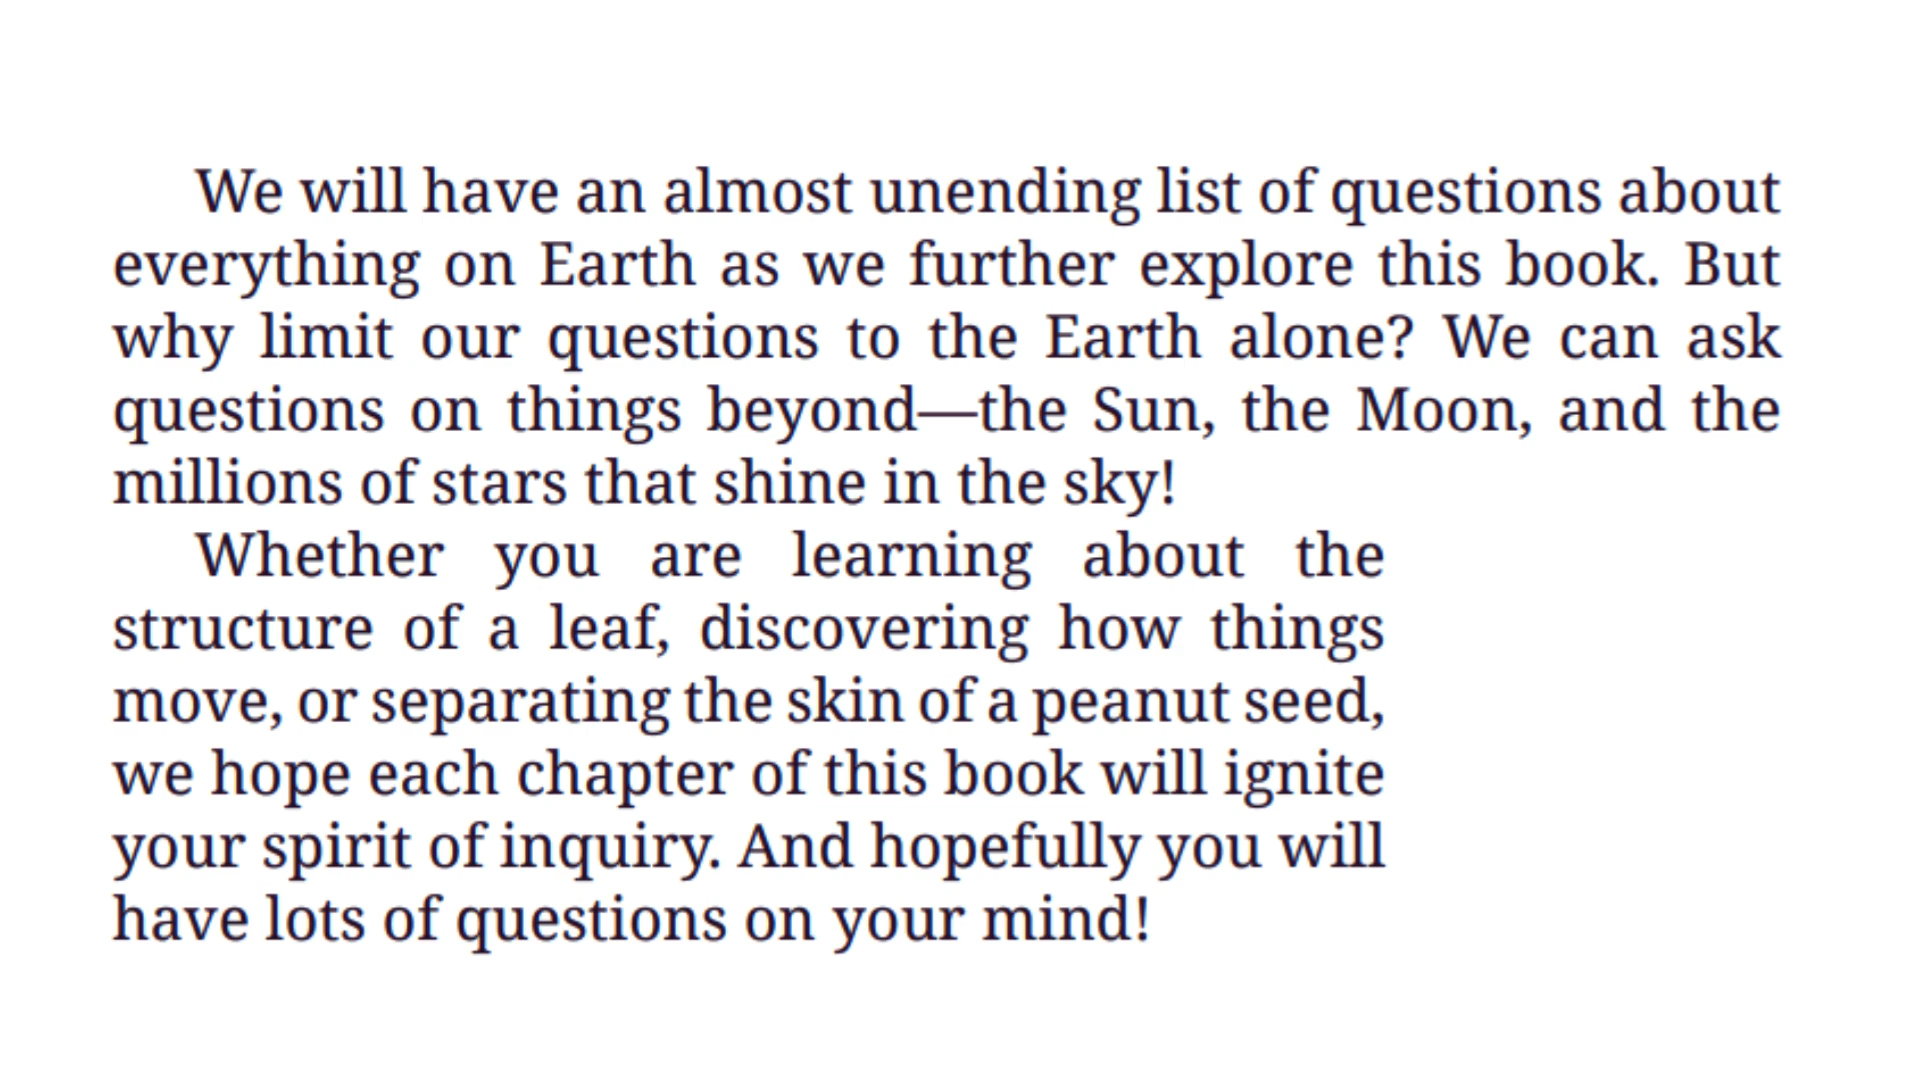 We will have an almost unending list of questions about
everything on Earth as we further explore this book. But
why limit our questions to the Earth alone? We can ask
questions on things beyond—the Sun, the Moon, and the
millions of stars that shine in the sky!
Whether you are learning about the
structure of a leaf, discovering how things
move, or separating the skin of a peanut seed,
we hope each chapter of this book will ignite
your spirit of inquiry. And hopefully you will
have lots of questions on your mind!